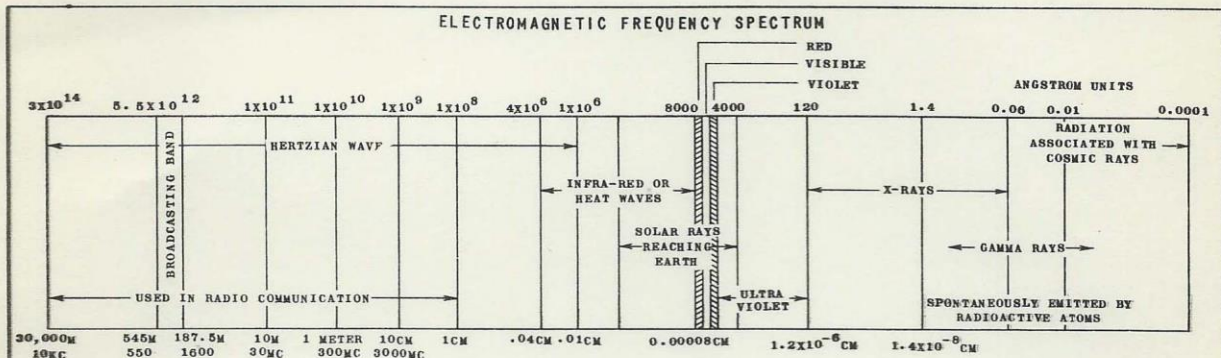 ELECTROMAGNETIC FREQUENCY SPECTRUM
RED
VISIBLE
VIOLET
ANGSTROM UNITS
3X10^14 5.5X10^12 1X10^11 1X10^10 1X10^9 1X10^8 4X10^6 1X10^6 8000 4000 120 1.4 0.06 0.01 0.0001
BROADCASTING BAND
HERTZIAN WAVE
RADIATION
ASSOCIATED WITH
COSMIC RAYS
INFRA-RED OR
HEAT WAVES
X-RAYS
SOLAR RAYS
REACHING
EARTH
GAMMA RAYS
USED IN RADIO COMMUNICATION
ULTRA
VIOLET
SPONTANEOUSLY EMITTED BY
RADIOACTIVE ATOMS
30,000M 545M 187.5M 10M 1 METER 10CM 1CM .04CM .01CM 0.00008CM 1.2X10^-6 CM 1.4X10^-8 CM
10KC 550 1600 30MC 300MC 3000MC